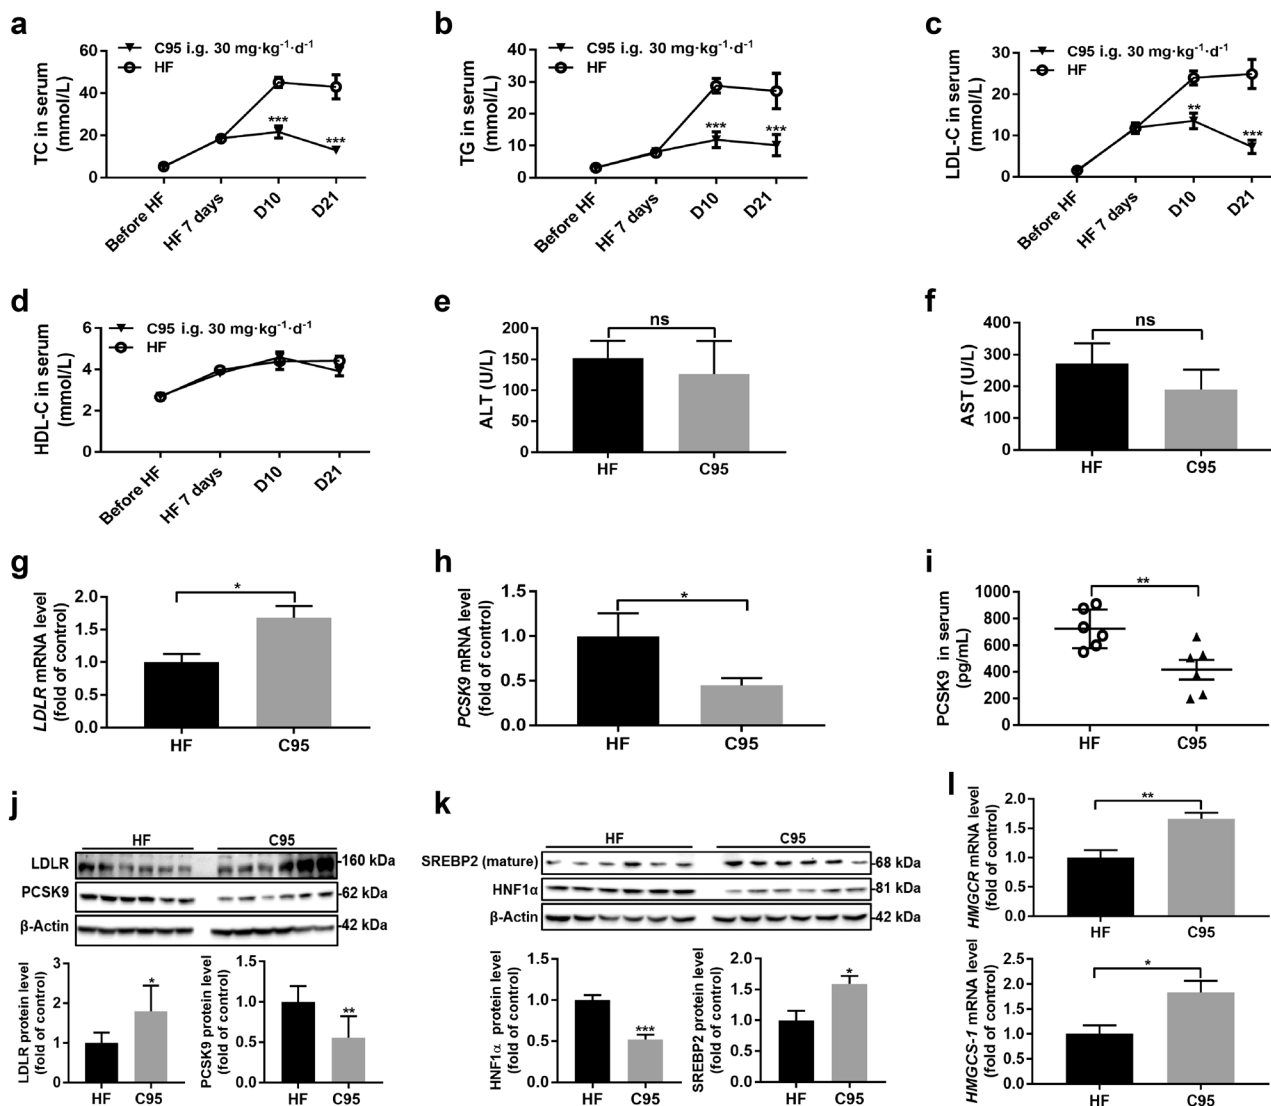 a
C95 i.g. 30 mg·kg⁻¹·d⁻¹
HF
TC in serum
(mmol/L)
60
40
20
0
Before HF
HF 7 days
D10
D21
***
***
b
C95 i.g. 30 mg·kg⁻¹·d⁻¹
HF
TG in serum
(mmol/L)
40
30
20
10
0
Before HF
HF 7 days
D10
D21
***
***
c
C95 i.g. 30 mg·kg⁻¹·d⁻¹
HF
LDL-C in serum
(mmol/L)
30
20
10
0
Before HF
HF 7 days
D10
D21
**
***
d
C95 i.g. 30 mg·kg⁻¹·d⁻¹
HF
HDL-C in serum
(mmol/L)
6
4
2
0
Before HF
HF 7 days
D10
D21
e
ns
ALT (U/L)
200
150
100
50
0
HF
C95
f
ns
AST (U/L)
400
300
200
100
0
HF
C95
g
*
LDLR mRNA level
(fold of control)
2.0
1.5
1.0
0.5
0.0
HF
C95
h
*
PCSK9 mRNA level
(fold of control)
1.5
1.0
0.5
0.0
HF
C95
i
**
PCSK9 in serum
(pg/mL)
1000
800
600
400
200
0
HF
C95
j
HF
C95
LDLR
160 kDa
PCSK9
62 kDa
β-Actin
42 kDa
LDLR protein level
(fold of control)
3
2
1
0
*
HF
C95
PCSK9 protein level
(fold of control)
1.5
1.0
0.5
0.0
**
HF
C95
k
HF
C95
SREBP2 (mature)
68 kDa
HNF1α
81 kDa
β-Actin
42 kDa
HNF1α protein level
(fold of control)
1.5
1.0
0.5
0.0
***
HF
C95
SREBP2 protein level
(fold of control)
2.0
1.5
1.0
0.5
0.0
*
HF
C95
l
**
HMGCR mRNA level
(fold of control)
2.0
1.5
1.0
0.5
0.0
HF
C95
*
HMGCS-1 mRNA level
(fold of control)
2.5
2.0
1.5
1.0
0.5
0.0
HF
C95